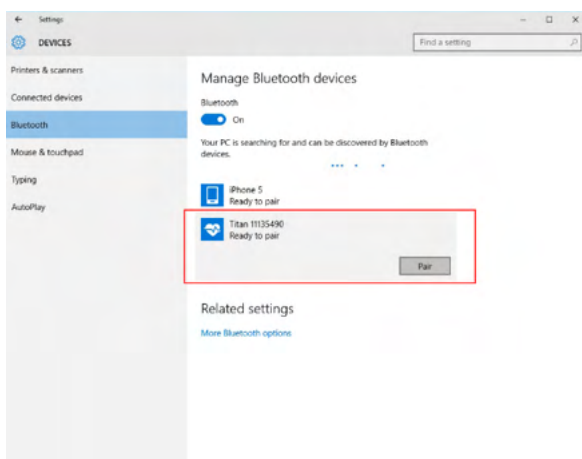 Settings
DEVICES
Find a setting
Printers & scanners
Connected devices
Bluetooth
Mouse & touchpad
Typing
AutoPlay
Manage Bluetooth devices
Bluetooth
On
Your PC is searching for and can be discovered by Bluetooth
devices.
iPhone 5
Ready to pair
Titan 11135490
Ready to pair
Pair
Related settings
More Bluetooth options